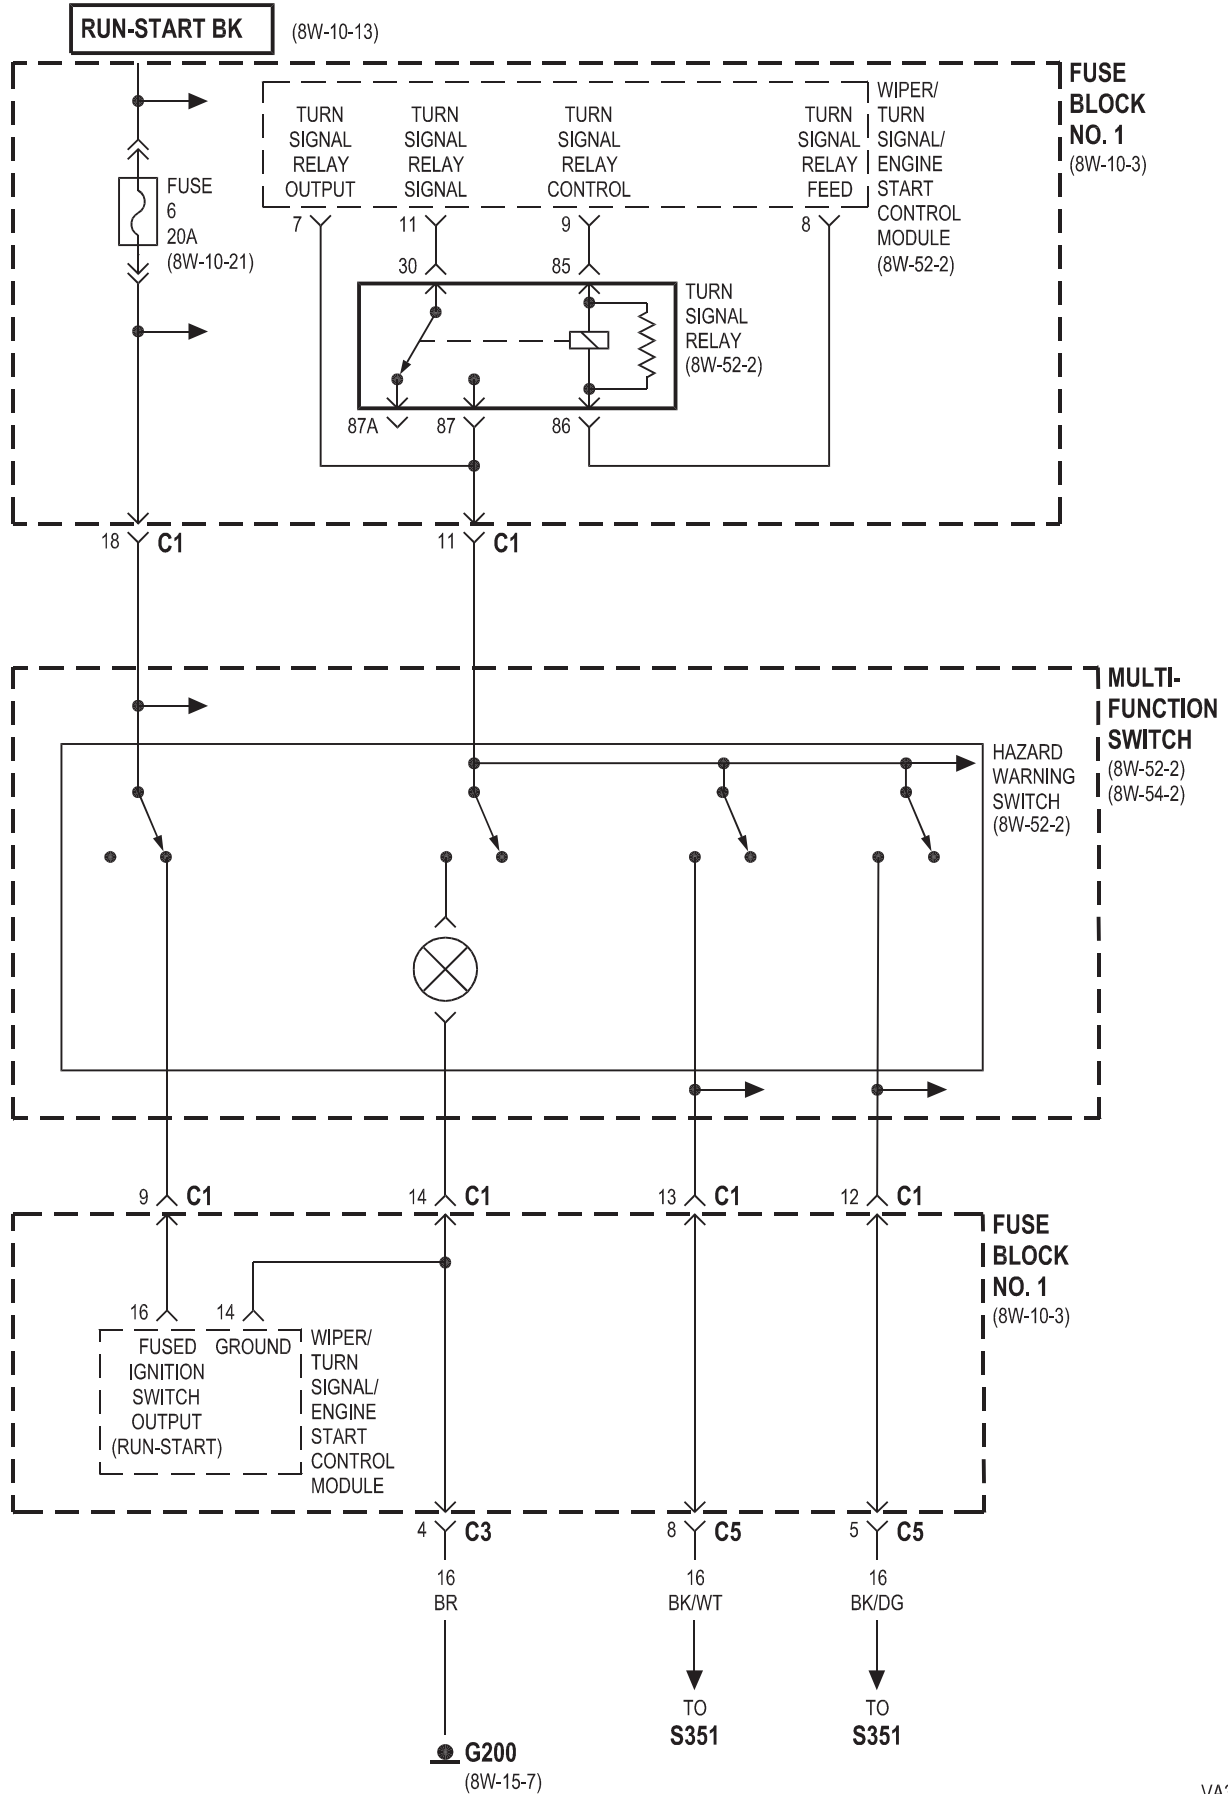 RUN-START BK
(8W-10-13)
FUSE
BLOCK
NO. 1
(8W-10-3)
WIPER/
TURN
SIGNAL/
ENGINE
START
CONTROL
MODULE
(8W-52-2)
TURN
SIGNAL
RELAY
OUTPUT
TURN
SIGNAL
RELAY
SIGNAL
TURN
SIGNAL
RELAY
CONTROL
TURN
SIGNAL
RELAY
FEED
FUSE
6
20A
(8W-10-21)
7
11
9
8
30
85
TURN
SIGNAL
RELAY
(8W-52-2)
87A
87
86
18
C1
11
C1
MULTI-
FUNCTION
SWITCH
(8W-52-2)
(8W-54-2)
HAZARD
WARNING
SWITCH
(8W-52-2)
9
C1
14
C1
13
C1
12
C1
FUSE
BLOCK
NO. 1
(8W-10-3)
16
14
FUSED
IGNITION
SWITCH
OUTPUT
(RUN-START)
GROUND
WIPER/
TURN
SIGNAL/
ENGINE
START
CONTROL
MODULE
4
C3
8
C5
5
C5
16
BR
16
BK/WT
16
BK/DG
TO
S351
TO
S351
G200
(8W-15-7)